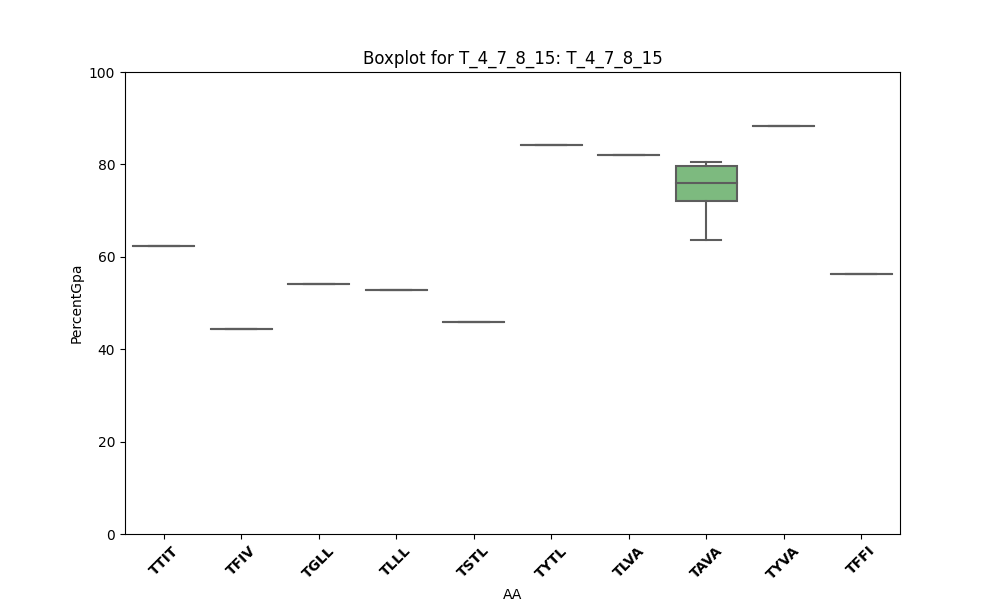 Boxplot for T_4_7_8_15: T_4_7_8_15
100
80
60
40
20
0
PercentGpa
TTIT
TFIV
TGLL
TLLL
TSTL
TYTL
TLVA
TAVA
TYVA
TFFI
AA